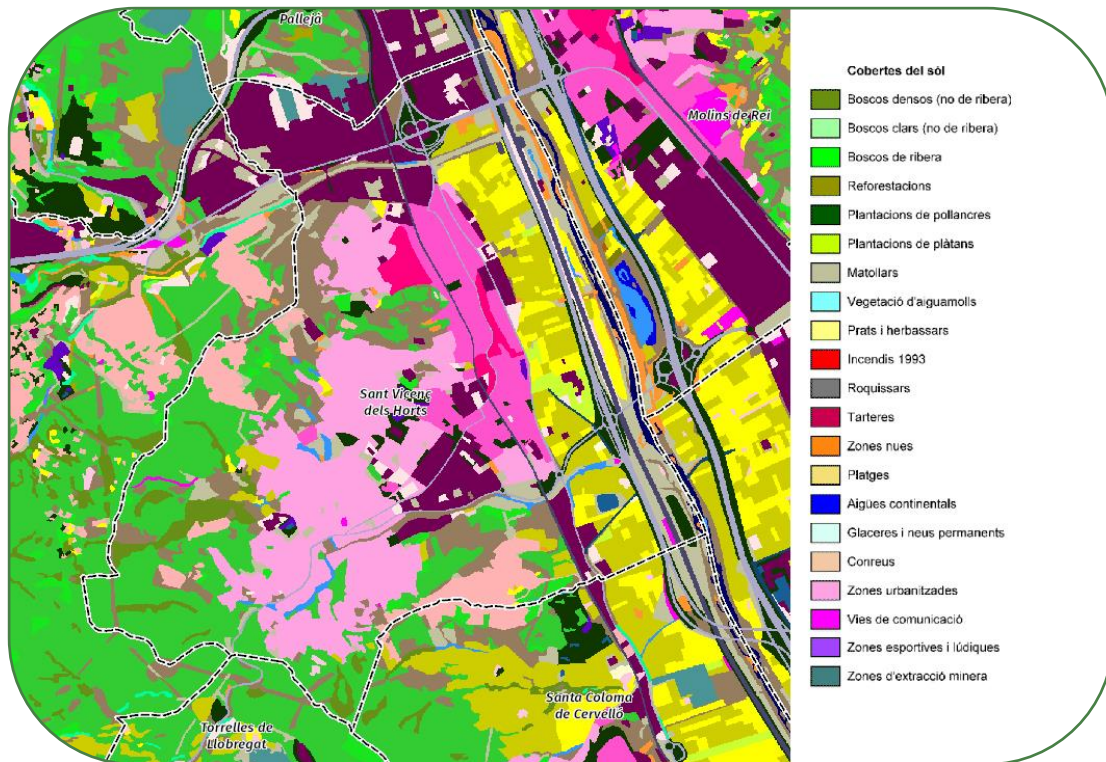 Pallejà
Molins de Rei
Sant Vicenç
dels Horts
Santa Coloma
de Cervelló
Torrelles de
Llobregat
Cobertes del sòl
Boscos densos (no de ribera)
Boscos clars (no de ribera)
Boscos de ribera
Reforestacions
Plantacions de pollancres
Plantacions de plàtans
Matollars
Vegetació d'aiguamolls
Prats i herbassars
Incendis 1993
Roquissars
Tarteres
Zones nues
Platges
Aigües continentals
Glaceres i neus permanents
Conreus
Zones urbanitzades
Vies de comunicació
Zones esportives i lúdiques
Zones d'extracció minera